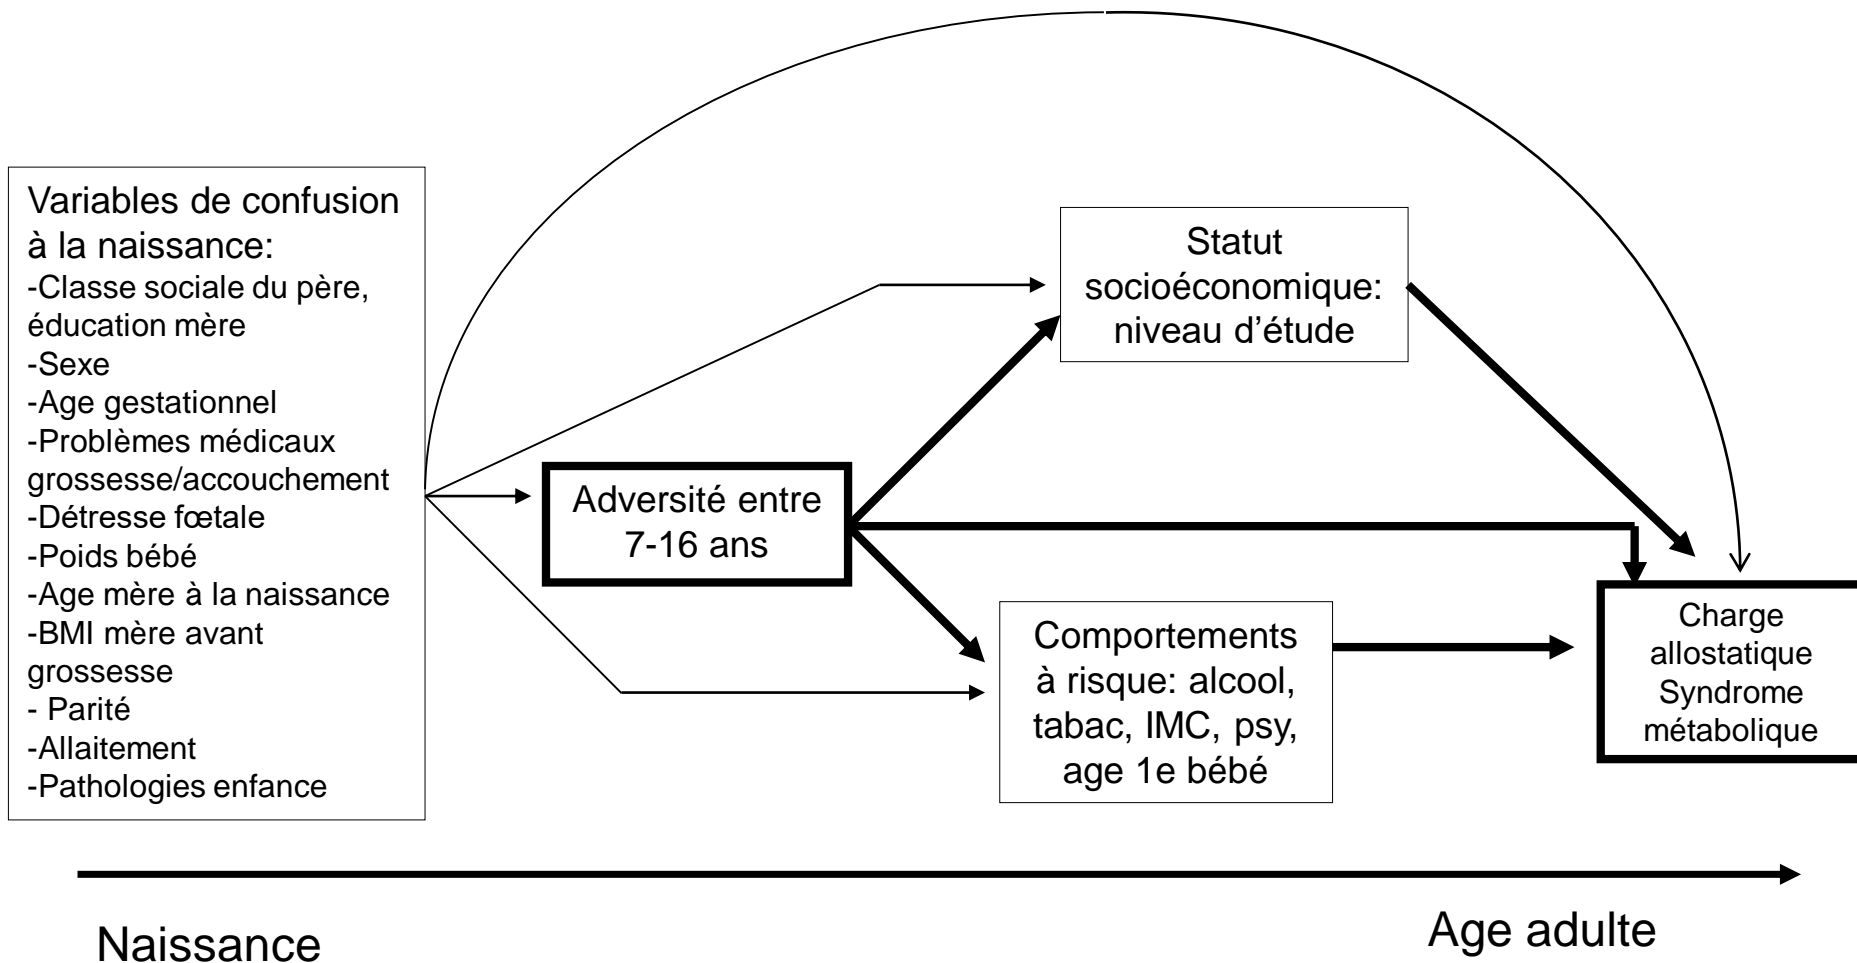 Variables de confusion
à la naissance:
-Classe sociale du père,
éducation mère
-Sexe
-Age gestationnel
-Problèmes médicaux
grossesse/accouchement
-Détresse fœtale
-Poids bébé
-Age mère à la naissance
-BMI mère avant
grossesse
- Parité
-Allaitement
-Pathologies enfance
Adversité entre
7-16 ans
Statut
socioéconomique:
niveau d’étude
Comportements
à risque: alcool,
tabac, IMC, psy,
age 1e bébé
Charge
allostatique
Syndrome
métabolique
Naissance
Age adulte